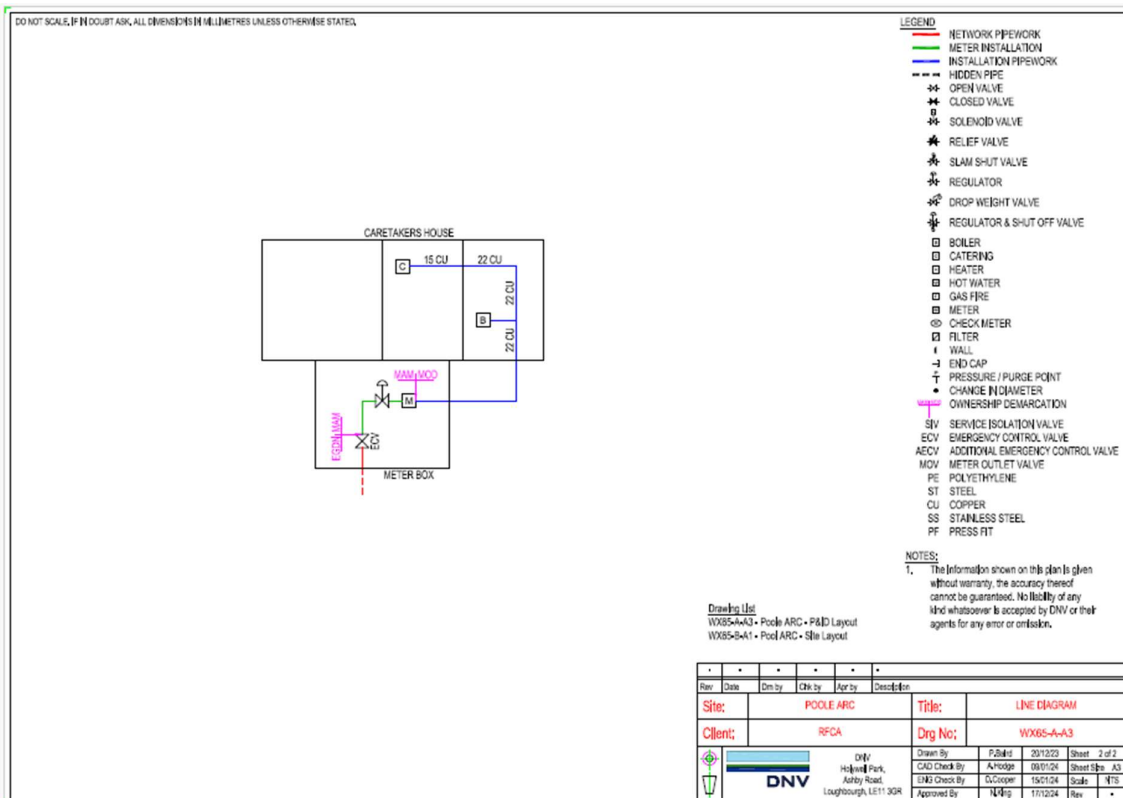 DO NOT SCALE, IF IN DOUBT ASK, ALL DIMENSIONS IN MILLIMETRES UNLESS OTHERWISE STATED.
LEGEND
NETWORK PIPEWORK
METER INSTALLATION
INSTALLATION PIPEWORK
HIDDEN PIPE
OPEN VALVE
CLOSED VALVE
SOLENOID VALVE
RELIEF VALVE
SLAM SHUT VALVE
REGULATOR
DROP WEIGHT VALVE
REGULATOR & SHUT OFF VALVE
BOILER
CATERING
HEATER
HOT WATER
GAS FIRE
METER
CHECK METER
FILTER
WALL
END CAP
PRESSURE / PURGE POINT
CHANGE IN DIAMETER
OWNERSHIP DEMARCATION
SIV SERVICE ISOLATION VALVE
ECV EMERGENCY CONTROL VALVE
AECV ADDITIONAL EMERGENCY CONTROL VALVE
MOV METER OUTLET VALVE
PE POLYETHYLENE
ST STEEL
CU COPPER
SS STAINLESS STEEL
PF PRESS FIT
CARETAKERS HOUSE
C 15 CU 22 CU
22 CU
B
22 CU
MAM MOD
M
EGDN MAM
ECV
METER BOX
NOTES:
1. The information shown on this plan is given
without warranty, the accuracy thereof
cannot be guaranteed. No liability of any
kind whatsoever is accepted by DNV or their
agents for any error or omission.
Drawing List
WX65-A-A3 - Poole ARC - P&ID Layout
WX65-B-A1 - Pool ARC - Site Layout
Rev Date Drn by Chk by Apr by Description
Site: POOLE ARC Title: LINE DIAGRAM
Client: RFCA Drg No: WX65-A-A3
DNV
DNV
Holywell Park,
Ashby Road,
Loughbourgh, LE11 3GR
Drawn By P.Baird 20/12/23 Sheet 2 of 2
CAD Check By A.Hodge 09/01/24 Sheet Size A3
ENG Check By D.Cooper 15/01/24 Scale NTS
Approved By N.King 17/12/24 Rev -